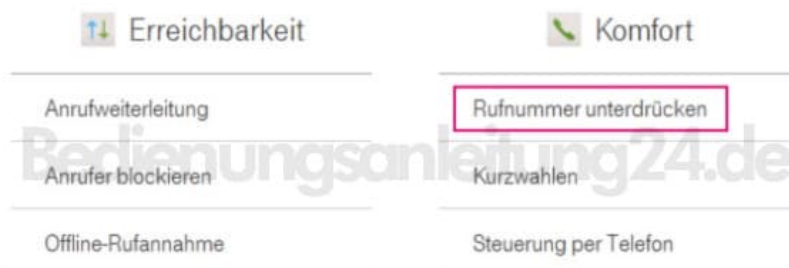 Erreichbarkeit
Anrufweiterleitung
Anrufer blockieren
Offline-Rufannahme
Komfort
Rufnummer unterdrücken
Kurzwahlen
Steuerung per Telefon
Bedienungsanleitung24.de